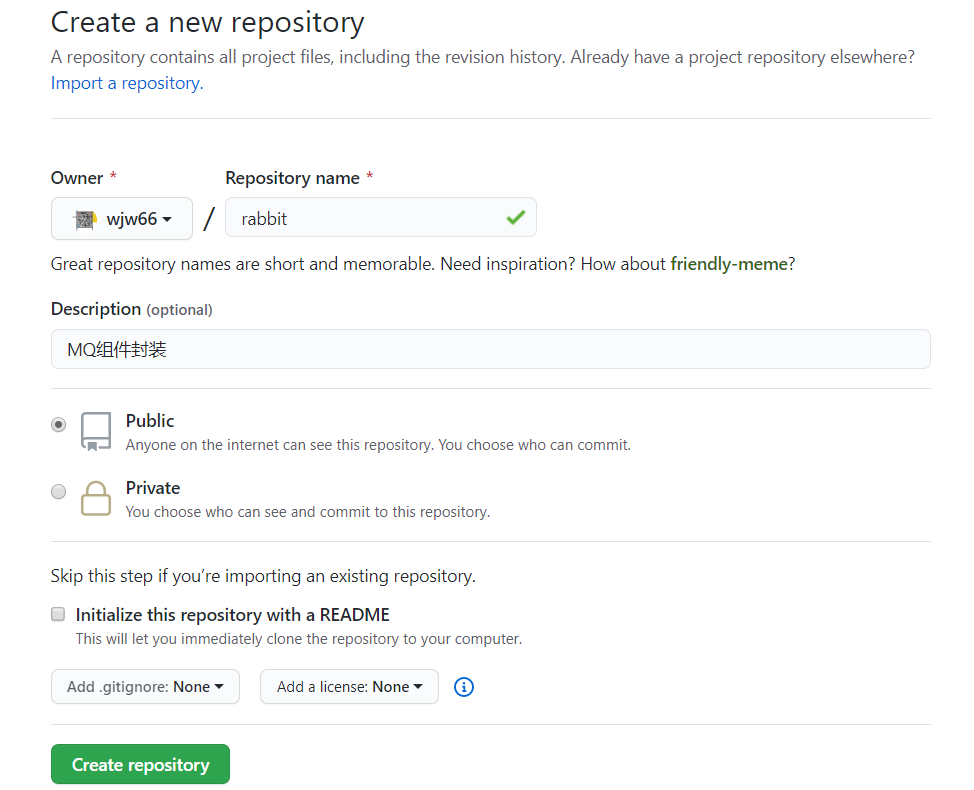 Create a new repository
A repository contains all project files, including the revision history. Already have a project repository elsewhere?
Import a repository.
Owner *
Repository name *
wjw66
/
rabbit
Great repository names are short and memorable. Need inspiration? How about friendly-meme?
Description (optional)
MQ组件封装
Public
Anyone on the internet can see this repository. You choose who can commit.
Private
You choose who can see and commit to this repository.
Skip this step if you’re importing an existing repository.
Initialize this repository with a README
This will let you immediately clone the repository to your computer.
Add .gitignore: None
Add a license: None
Create repository